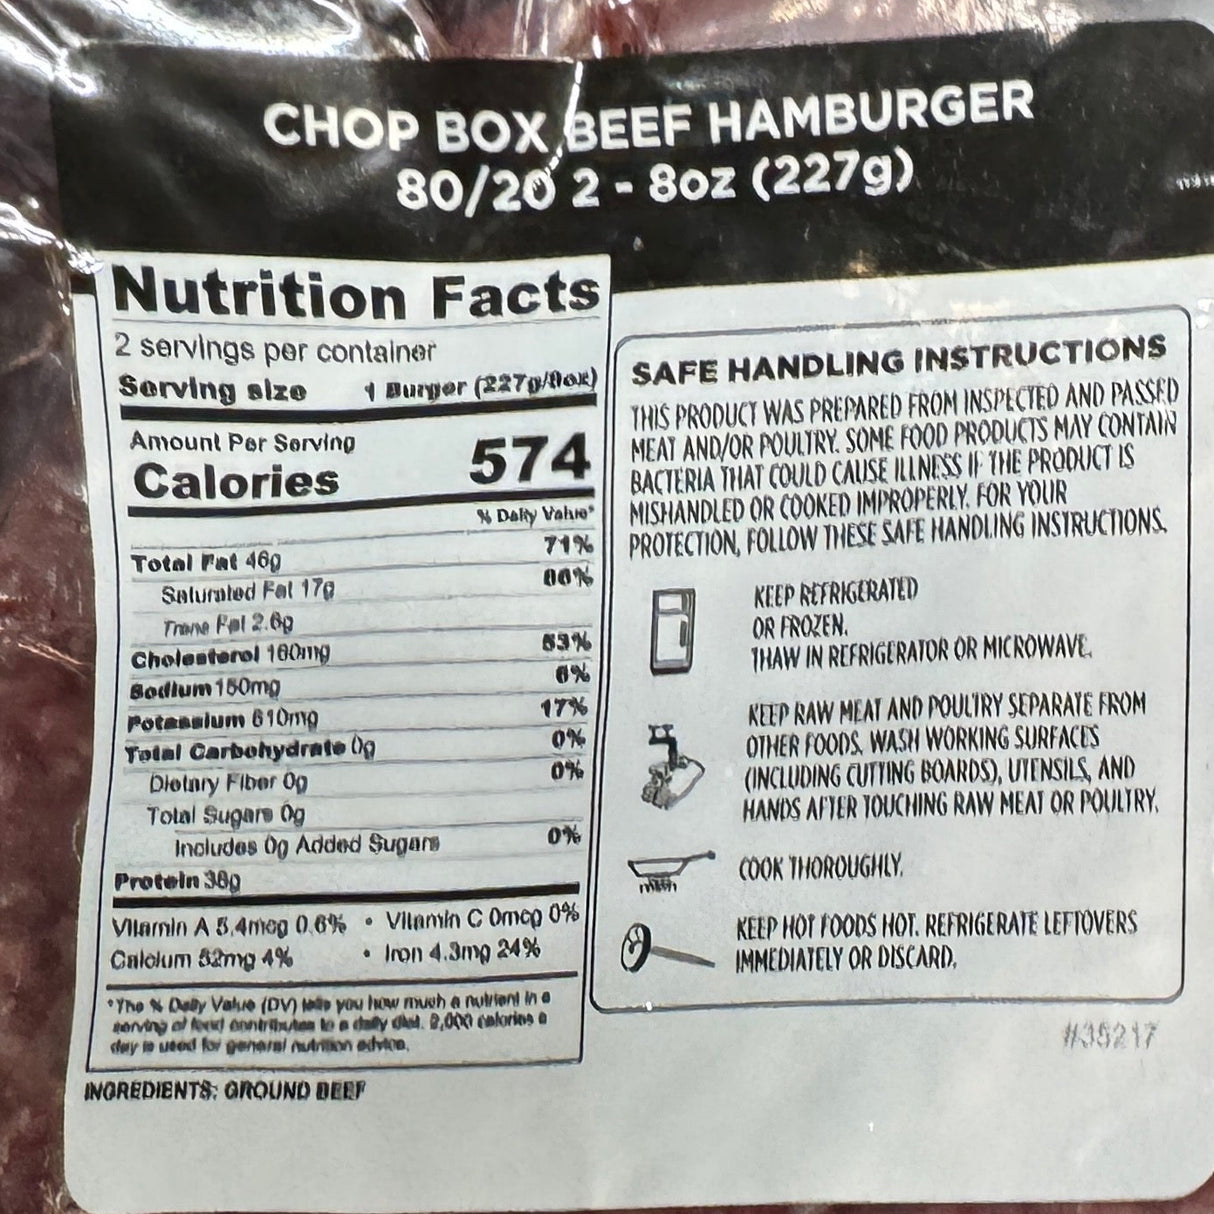 CHOP BOX BEEF HAMBURGER
80/20 2 - 8oz (227g)
Nutrition Facts
2 servings per container
Serving size 1 Burger (227g/8oz)
Amount Per Serving
Calories 574
% Daily Value*
Total Fat 46g 71%
Saturated Fat 17g 86%
Trans Fat 2.6g
Cholesterol 160mg 53%
Sodium 150mg 6%
Potassium 610mg 17%
Total Carbohydrate 0g 0%
Dietary Fiber 0g 0%
Total Sugars 0g
Includes 0g Added Sugars 0%
Protein
Vitamin A 5.4mcg 0.6% • Vitamin C 0mcg 0%
Calcium 52mg 4% • Iron 4.3mg 24%
*The % Daily Value (DV) tells you how much a nutrient in a
serving of food contributes to a daily diet. 2,000 calories a
day is used for general nutrition advice.
INGREDIENTS: GROUND BEEF
SAFE HANDLING INSTRUCTIONS
THIS PRODUCT WAS PREPARED FROM INSPECTED AND PASSED
MEAT AND/OR POULTRY. SOME FOOD PRODUCTS MAY CONTAIN
BACTERIA THAT COULD CAUSE ILLNESS IF THE PRODUCT IS
MISHANDLED OR COOKED IMPROPERLY. FOR YOUR
PROTECTION, FOLLOW THESE SAFE HANDLING INSTRUCTIONS.
KEEP REFRIGERATED
OR FROZEN.
THAW IN REFRIGERATOR OR MICROWAVE.
KEEP RAW MEAT AND POULTRY SEPARATE FROM
OTHER FOODS. WASH WORKING SURFACES
(INCLUDING CUTTING BOARDS), UTENSILS, AND
HANDS AFTER TOUCHING RAW MEAT OR POULTRY.
COOK THOROUGHLY.
KEEP HOT FOODS HOT. REFRIGERATE LEFTOVERS
IMMEDIATELY OR DISCARD.
#35217